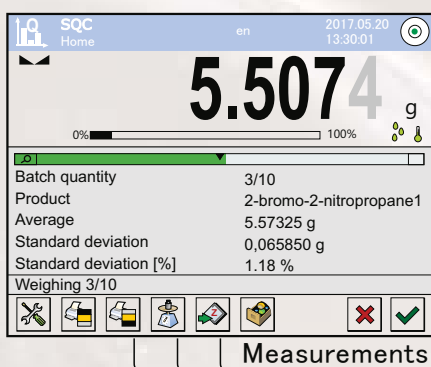 SQC
Home
en
2017.05.20
13:30:01
5.5074 g
0% 100%
Batch quantity 3/10
Product 2-bromo-2-nitropropane1
Average 5.57325 g
Standard deviation 0,065850 g
Standard deviation [%] 1.18 %
Weighing 3/10
Measurements